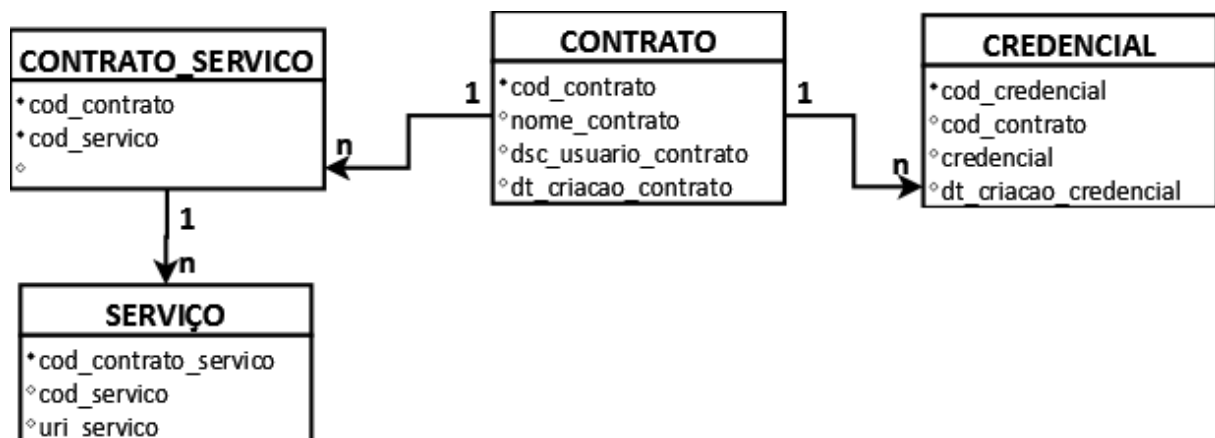 CONTRATO_SERVICO
cod_contrato
cod_servico
1
n
CONTRATO
cod_contrato
nome_contrato
dsc_usuario_contrato
dt_criacao_contrato
1
n
CREDENCIAL
cod_credencial
cod_contrato
credencial
dt_criacao_credencial
1
n
SERVIÇO
cod_contrato_servico
cod_servico
uri_servico